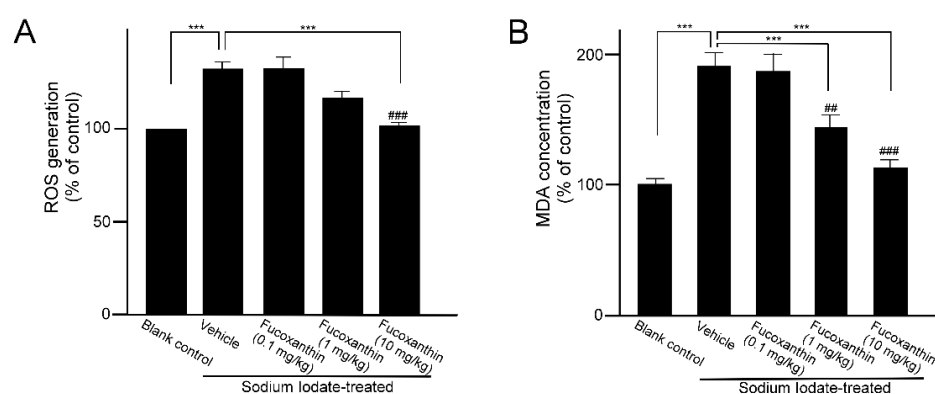 A
ROS generation
(% of control)
100
50
0
***
***
###
Blank control
Vehicle
Fucoxanthin
(0.1 mg/kg)
Fucoxanthin
(1 mg/kg)
Fucoxanthin
(10 mg/kg)
Sodium Iodate-treated
B
MDA concentration
(% of control)
200
100
0
***
***
***
##
###
Blank control
Vehicle
Fucoxanthin
(0.1 mg/kg)
Fucoxanthin
(1 mg/kg)
Fucoxanthin
(10 mg/kg)
Sodium Iodate-treated